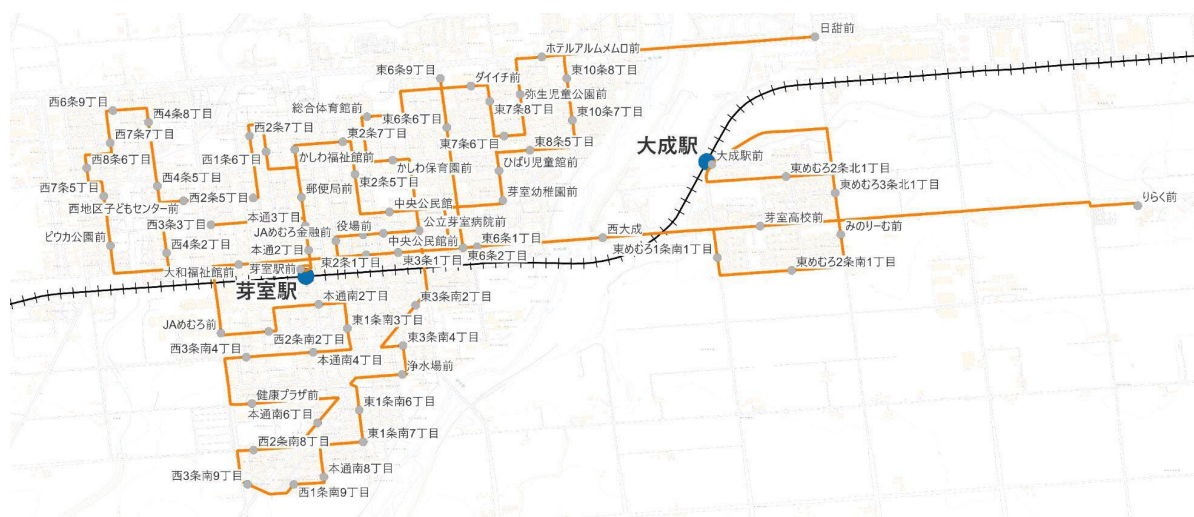 日甜前
ホテルアルムメムロ前
東6条9丁目
ダイイチ前
東10条8丁目
西6条9丁目
西4条8丁目
総合体育館前
弥生児童公園前
東7条8丁目
東10条7丁目
西7条7丁目
西2条7丁目
東6条6丁目
東2条7丁目
東7条6丁目
東8条5丁目
大成駅
大成駅前
西8条6丁目
西1条6丁目
かしわ福祉館前
かしわ保育園前
ひばり児童館前
東めむろ2条北1丁目
西7条5丁目
西4条5丁目
西2条5丁目
郵便局前
東2条5丁目
芽室幼稚園前
東めむろ3条北1丁目
西地区子どもセンター前
中央公民館
りらく前
西3条3丁目
本通3丁目
公立芽室病院前
芽室高校前
ピウカ公園前
西4条2丁目
JAめむろ金融前
役場前
中央公民館前
東6条1丁目
西大成
みのりーむ前
本通2丁目
東2条1丁目
東3条1丁目
東6条2丁目
東めむろ1条南1丁目
東めむろ2条南1丁目
大和福祉館前
芽室駅前
芽室駅
本通南2丁目
東3条南2丁目
JAめむろ前
西2条南2丁目
東1条南3丁目
東3条南4丁目
西3条南4丁目
本通南4丁目
浄水場前
健康プラザ前
東1条南6丁目
本通南6丁目
東1条南7丁目
西2条南8丁目
本通南8丁目
西3条南9丁目
西1条南9丁目